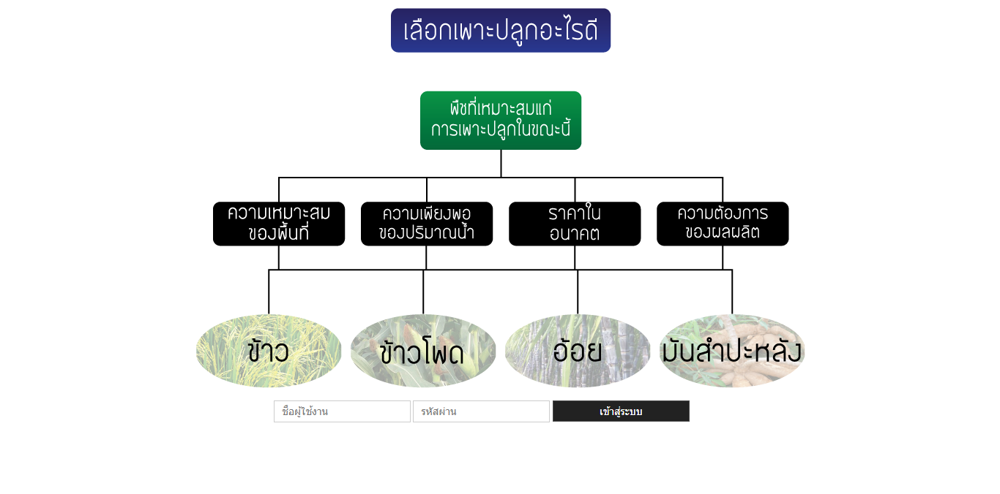 เลือกเพาะปลูกอะไรดี
พืชที่เหมาะสมแก่
การเพาะปลูกในขณะนี้
ความเหมาะสม
ของพื้นที่
ความเพียงพอ
ของปริมาณน้ำ
ราคาใน
อนาคต
ความต้องการ
ของผลผลิต
ข้าว
ข้าวโพด
อ้อย
มันสำปะหลัง
ชื่อผู้ใช้งาน
รหัสผ่าน
เข้าสู่ระบบ